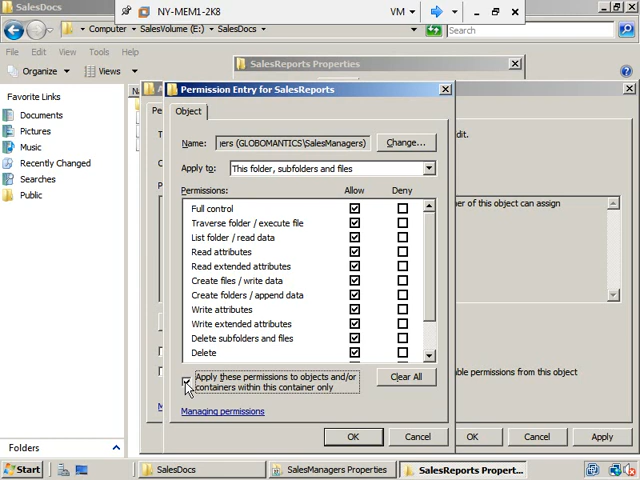 SalesDocs
NY-MEM1-2K8
VM
Computer SalesVolume (E:) SalesDocs
Search
File Edit View Tools Help
SalesReports Properties
Organize Views
Permission Entry for SalesReports
Favorite Links
Object
Documents
Pictures
Name: gers (GLOBOMANTICS\SalesManagers) Change...
edit.
Music
Recently Changed
Apply to: This folder, subfolders and files
Searches
Permissions: Allow Deny
Public
ner of this object can assign
Full control
Traverse folder / execute file
List folder / read data
Read attributes
Read extended attributes
Create files / write data
Create folders / append data
Write attributes
Write extended attributes
Delete subfolders and files
Delete
Apply these permissions to objects and/or
containers within this container only
Clear All
able permissions from this object
Managing permissions
OK Cancel OK Cancel Apply
Folders
Start SalesDocs SalesManagers Properties SalesReports Propert...